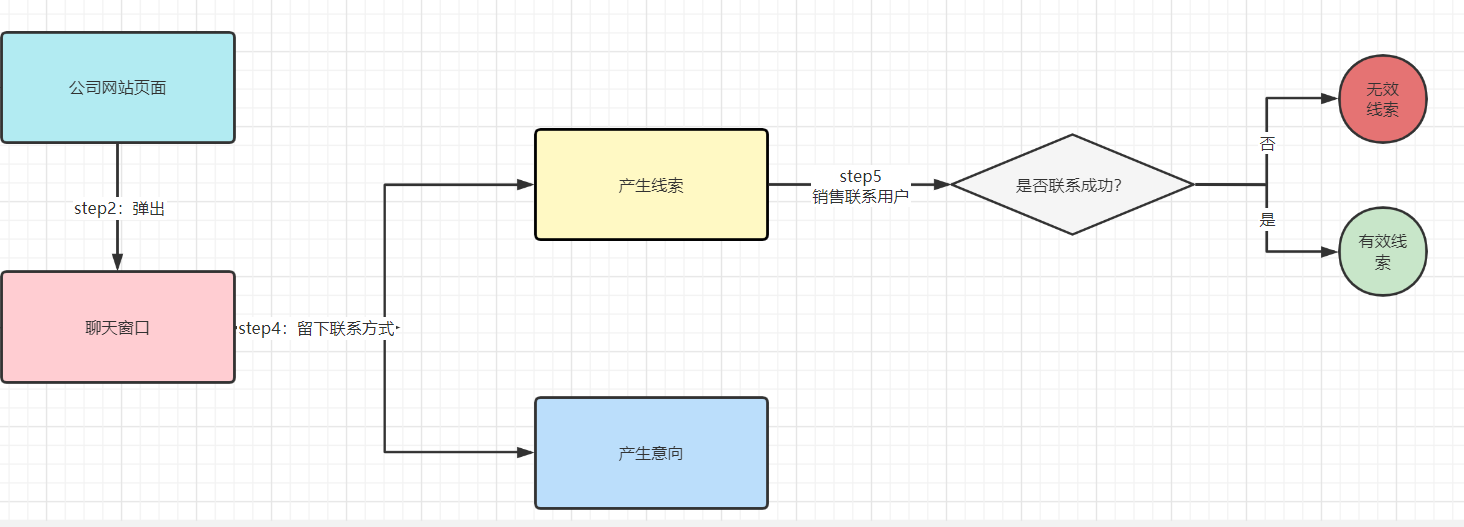 公司网站页面
step2：弹出
聊天窗口
step4：留下联系方式
产生线索
产生意向
step5
销售联系用户
是否联系成功?
否
是
无效
线索
有效线
索